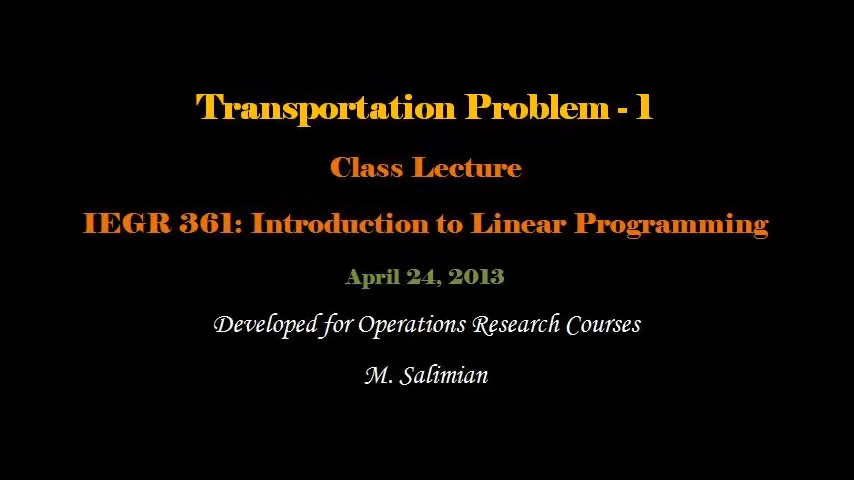 Transportation Problem - 1
Class Lecture
IEGR 361: Introduction to Linear Programming
April 24, 2013
Developed for Operations Research Courses
M. Salimian